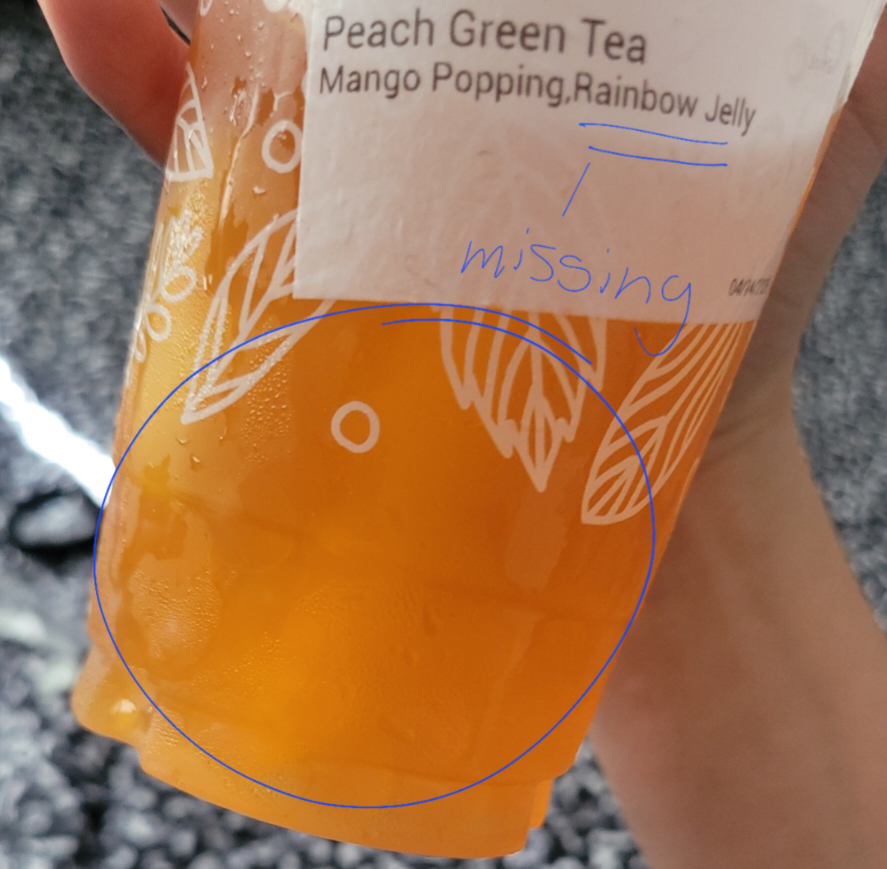 Peach Green Tea
Mango Popping,Rainbow Jelly
missing